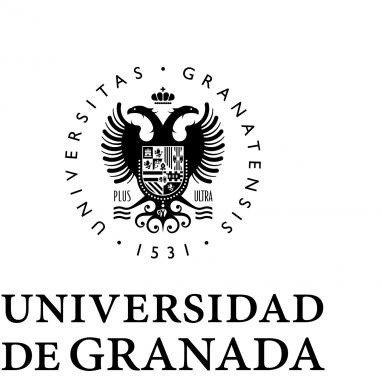 UNIVERSITAS · GRANATENSIS
· 1531 ·
PLUS ULTRA
UNIVERSIDAD
DE GRANADA